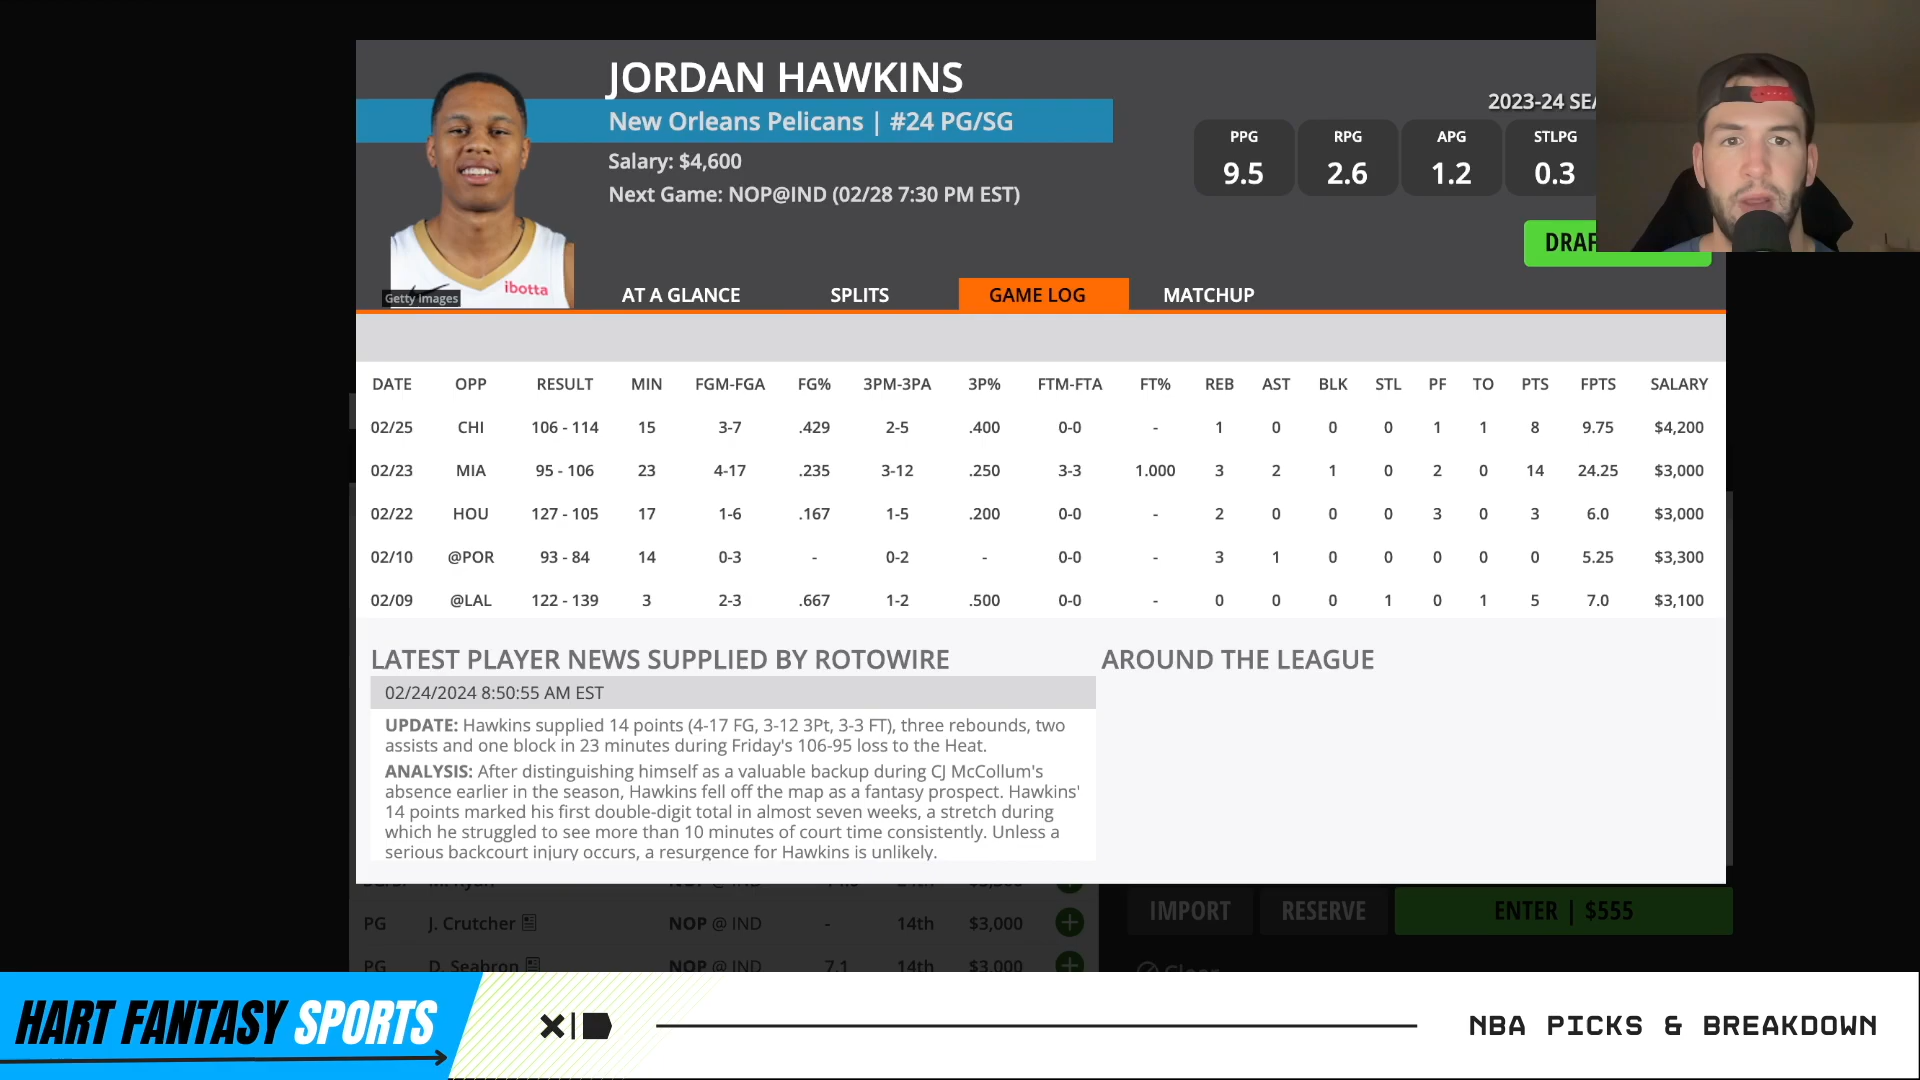 JORDAN HAWKINS
New Orleans Pelicans | #24 PG/SG
Salary: $4,600
Next Game: NOP@IND (02/28 7:30 PM EST)
2023-24 SEA
PPG RPG APG STLPG
9.5 2.6 1.2 0.3
DRAF
ibotta
Getty Images
AT A GLANCE SPLITS GAME LOG MATCHUP
DATE OPP RESULT MIN FGM-FGA FG% 3PM-3PA 3P% FTM-FTA FT% REB AST BLK STL PF TO PTS FPTS SALARY
02/25 CHI 106 - 114 15 3-7 .429 2-5 .400 0-0 - 1 0 0 0 1 1 8 9.75 $4,200
02/23 MIA 95 - 106 23 4-17 .235 3-12 .250 3-3 1.000 3 2 1 0 2 0 14 24.25 $3,000
02/22 HOU 127 - 105 17 1-6 .167 1-5 .200 0-0 - 2 0 0 0 3 0 3 6.0 $3,000
02/10 @POR 93 - 84 14 0-3 - 0-2 - 0-0 - 3 1 0 0 0 0 0 5.25 $3,300
02/09 @LAL 122 - 139 3 2-3 .667 1-2 .500 0-0 - 0 0 0 1 0 1 5 7.0 $3,100
LATEST PLAYER NEWS SUPPLIED BY ROTOWIRE
AROUND THE LEAGUE
02/24/2024 8:50:55 AM EST
UPDATE: Hawkins supplied 14 points (4-17 FG, 3-12 3Pt, 3-3 FT), three rebounds, two
assists and one block in 23 minutes during Friday's 106-95 loss to the Heat.
ANALYSIS: After distinguishing himself as a valuable backup during CJ McCollum's
absence earlier in the season, Hawkins fell off the map as a fantasy prospect. Hawkins'
14 points marked his first double-digit total in almost seven weeks, a stretch during
which he struggled to see more than 10 minutes of court time consistently. Unless a
serious backcourt injury occurs, a resurgence for Hawkins is unlikely.
PG J. Crutcher NOP @ IND - 14th $3,000
IMPORT RESERVE ENTER | $555
PG D. Seabron NOP @ IND 7.1 14th $3,000
Clear
HART FANTASY SPORTS
NBA PICKS & BREAKDOWN